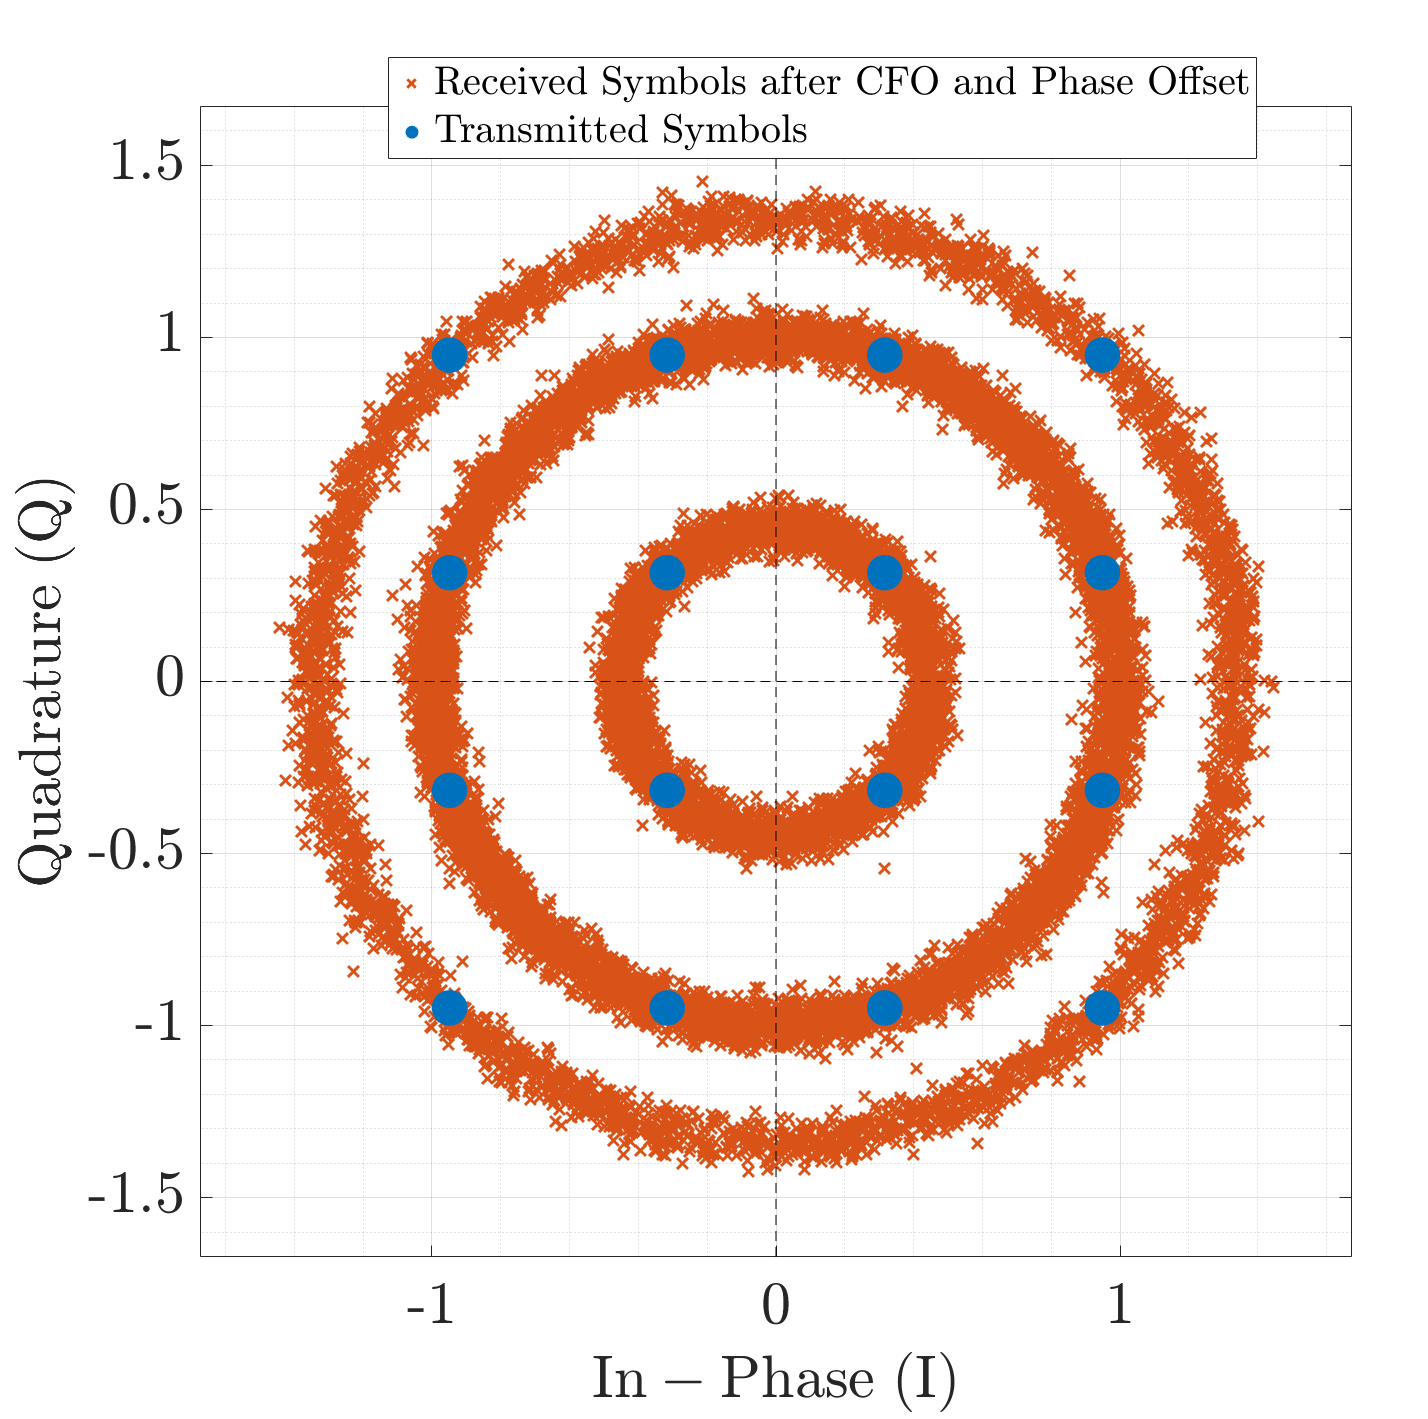 Received Symbols after CFO and Phase Offset
Transmitted Symbols
1.5
1
0.5
0
-0.5
-1
-1.5
Quadrature (Q)
-1 0 1
In − Phase (I)